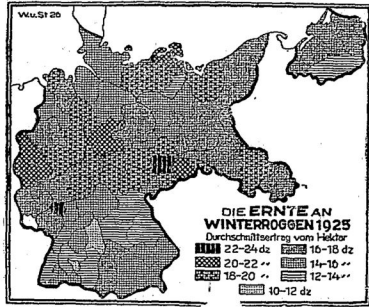 W.u.St 26
DIE ERNTE AN
WINTERROGGEN 1925
Durchschnittsertrag vom Hektar
22-24 dz 16-18 dz
20-22 " 14-16 "
18-20 " 12-14 "
10-12 dz